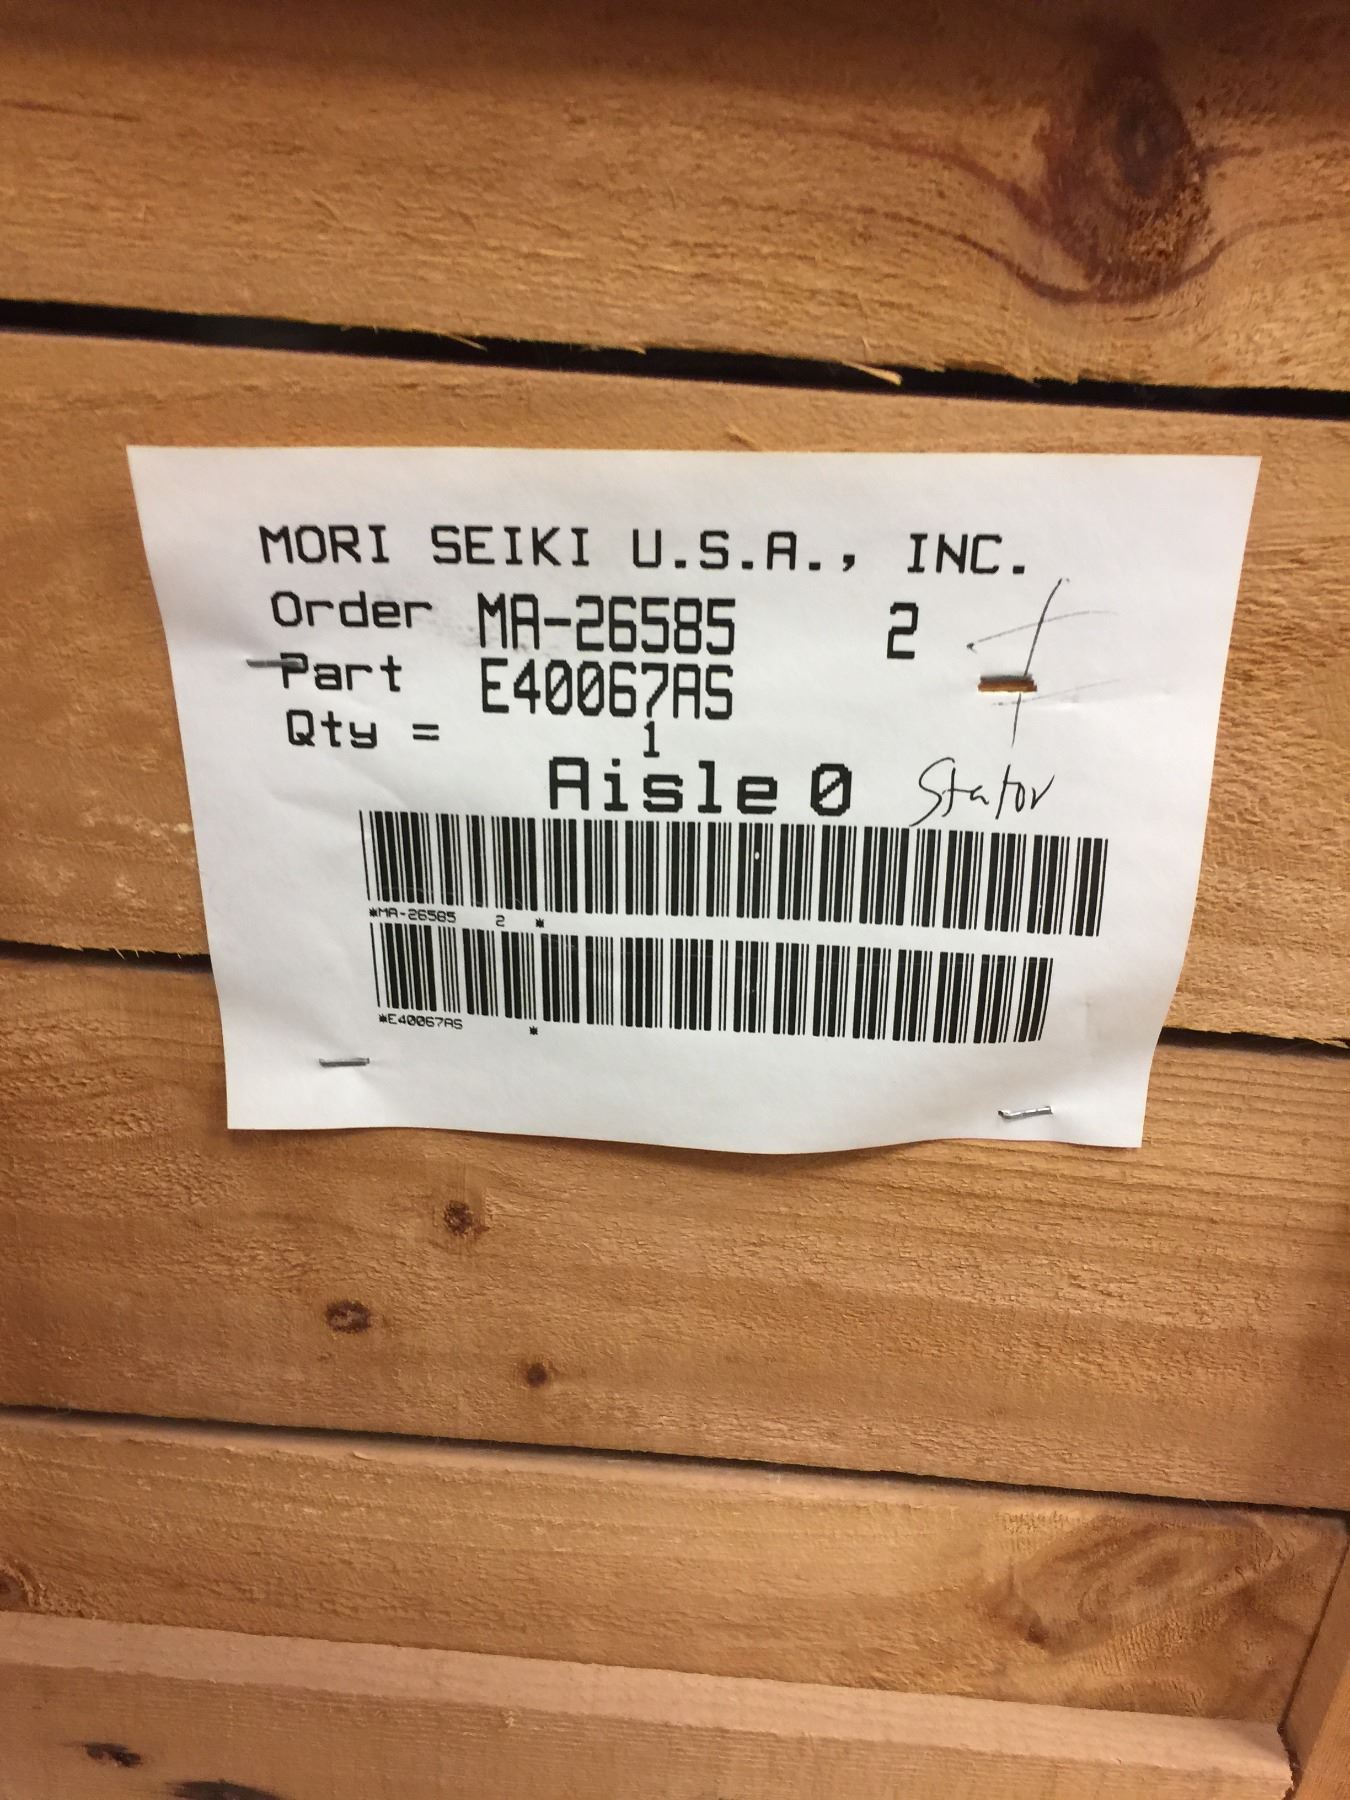 MORI SEIKI U.S.A., INC.
Order MA-26585 2
Part E40067AS
Qty = 1
Aisle 0 Stator
*MA-26585 2 *
*E40067AS *